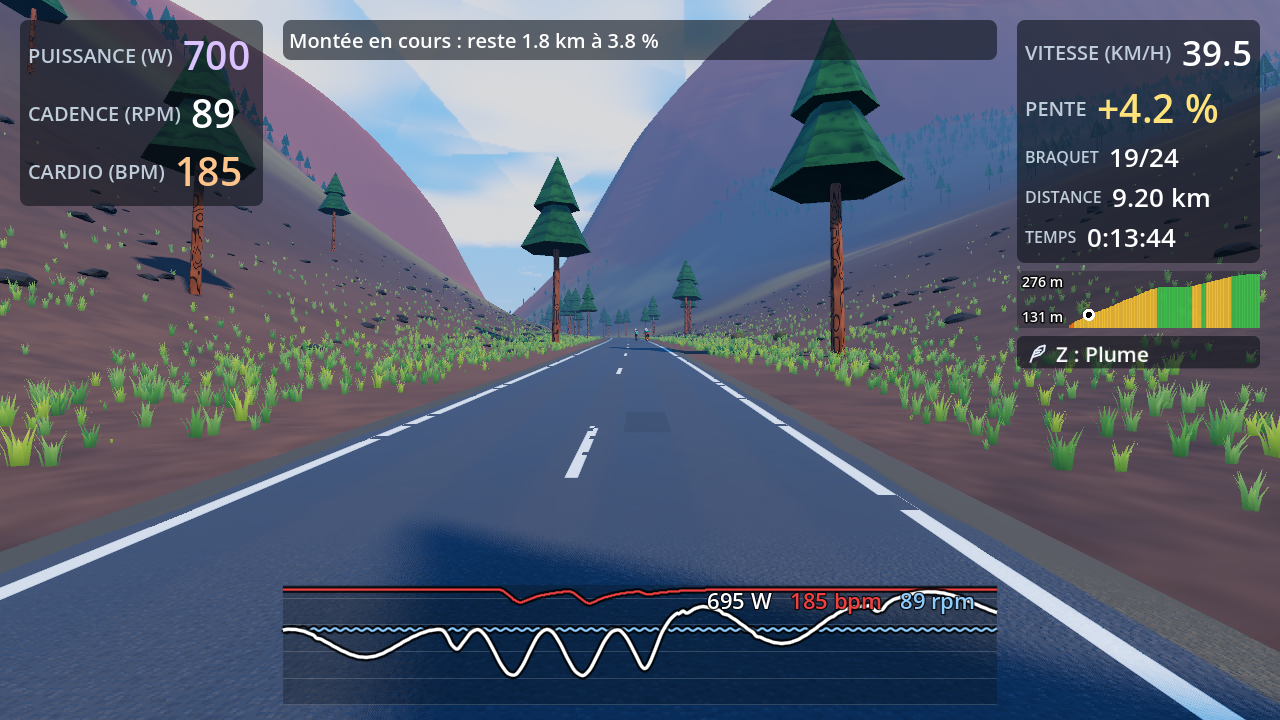 PUISSANCE (W) 700
CADENCE (RPM) 89
CARDIO (BPM) 185
Montée en cours : reste 1.8 km à 3.8 %
VITESSE (KM/H) 39.5
PENTE +4.2 %
BRAQUET 19/24
DISTANCE 9.20 km
TEMPS 0:13:44
276 m
131 m
Z : Plume
695 W 185 bpm 89 rpm